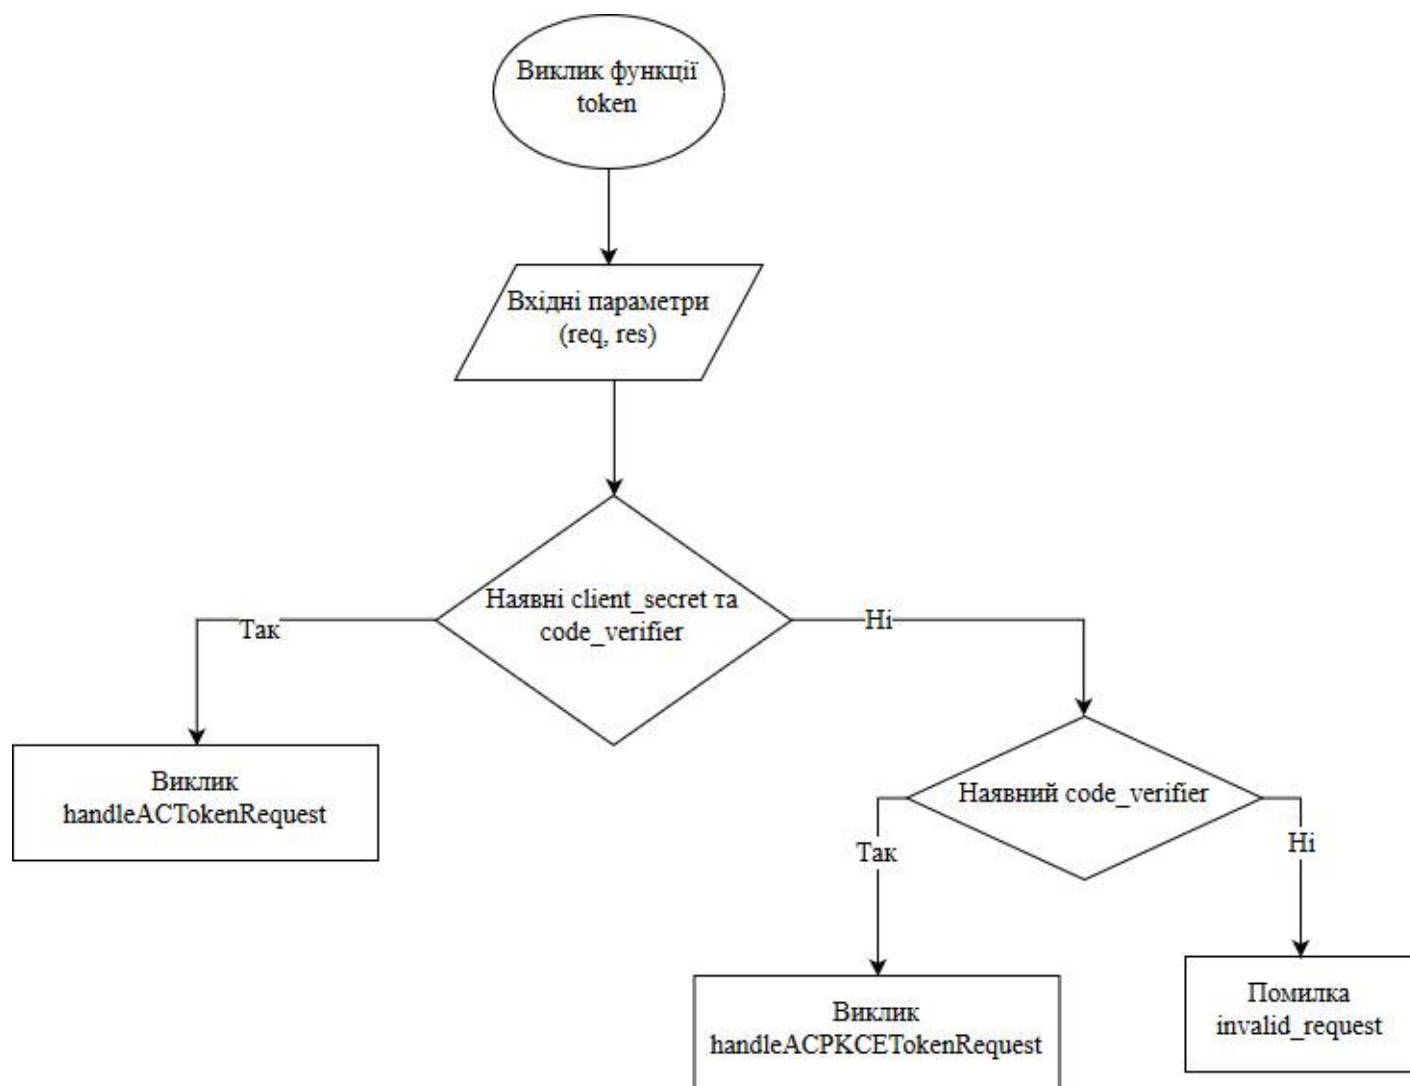 Виклик функції
token
Вхідні параметри
(req, res)
Наявні client_secret та
code_verifier
Так
Ні
Виклик
handleACTokenRequest
Наявний code_verifier
Так
Ні
Виклик
handleACPKCETokenRequest
Помилка
invalid_request